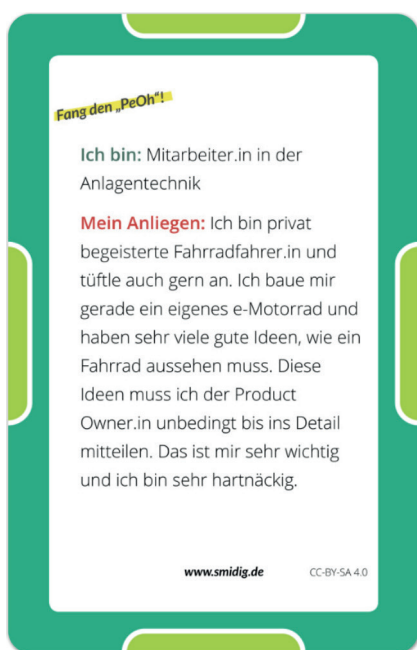 Fang den „PeOh“!
Ich bin: Mitarbeiter.in in der
Anlagentechnik
Mein Anliegen: Ich bin privat
begeisterte Fahrradfahrer.in und
tüftle auch gern an. Ich baue mir
gerade ein eigenes e-Motorrad und
haben sehr viele gute Ideen, wie ein
Fahrrad aussehen muss. Diese
Ideen muss ich der Product
Owner.in unbedingt bis ins Detail
mitteilen. Das ist mir sehr wichtig
und ich bin sehr hartnäckig.
www.smidig.de CC-BY-SA 4.0